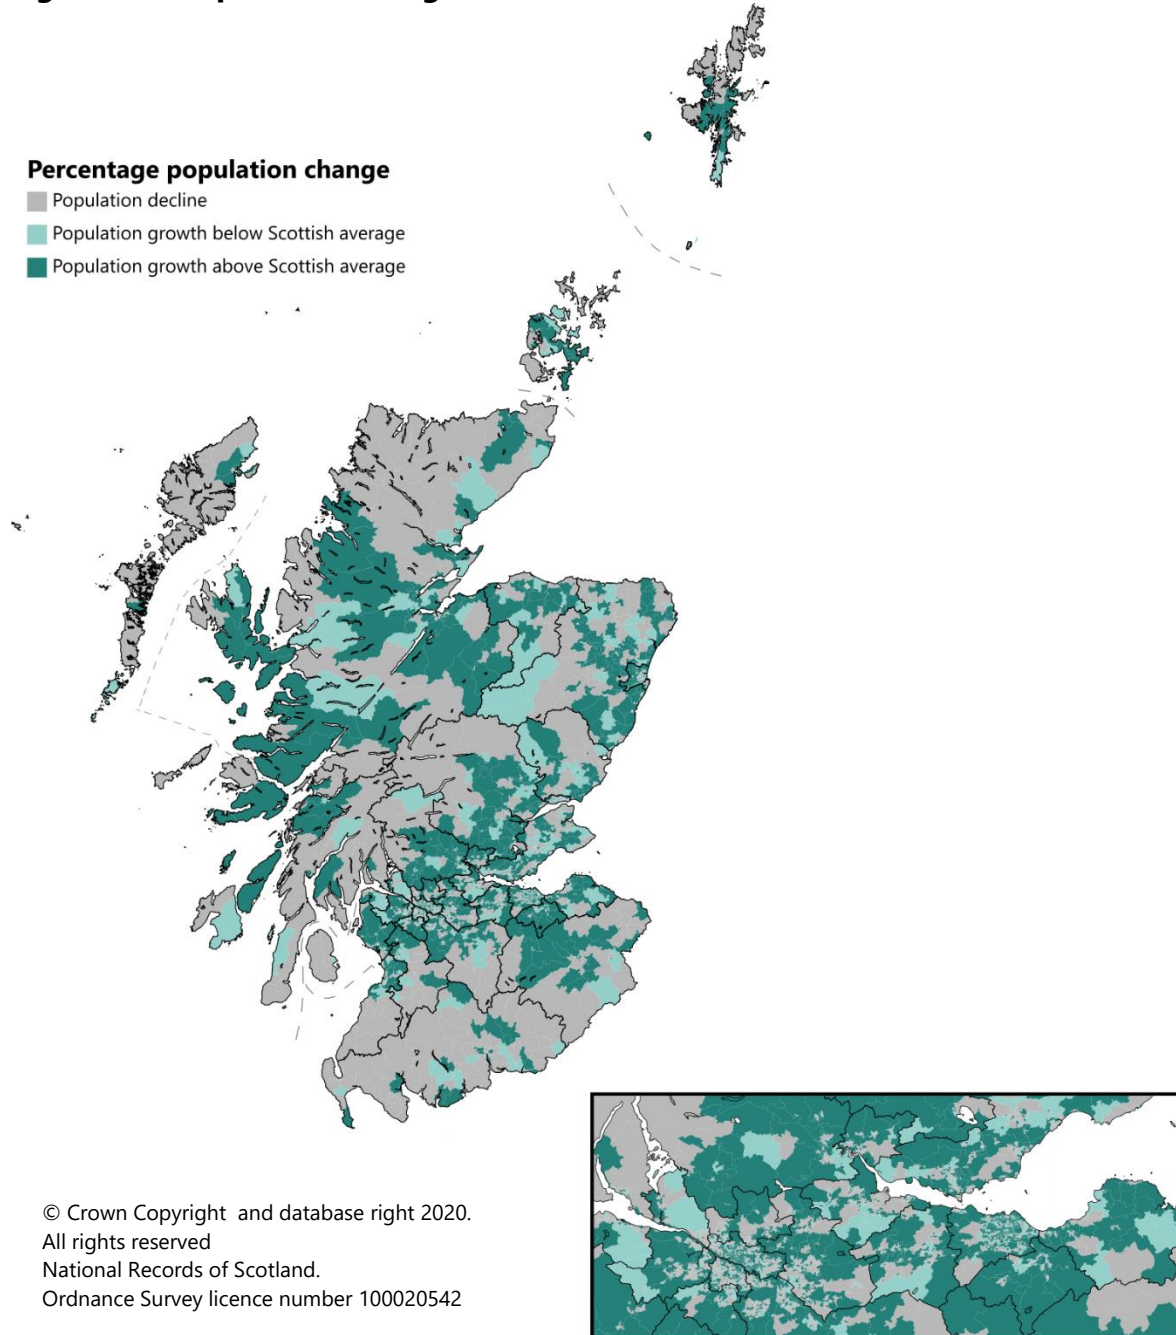 Percentage population change
Population decline
Population growth below Scottish average
Population growth above Scottish average
© Crown Copyright and database right 2020.
All rights reserved
National Records of Scotland.
Ordnance Survey licence number 100020542